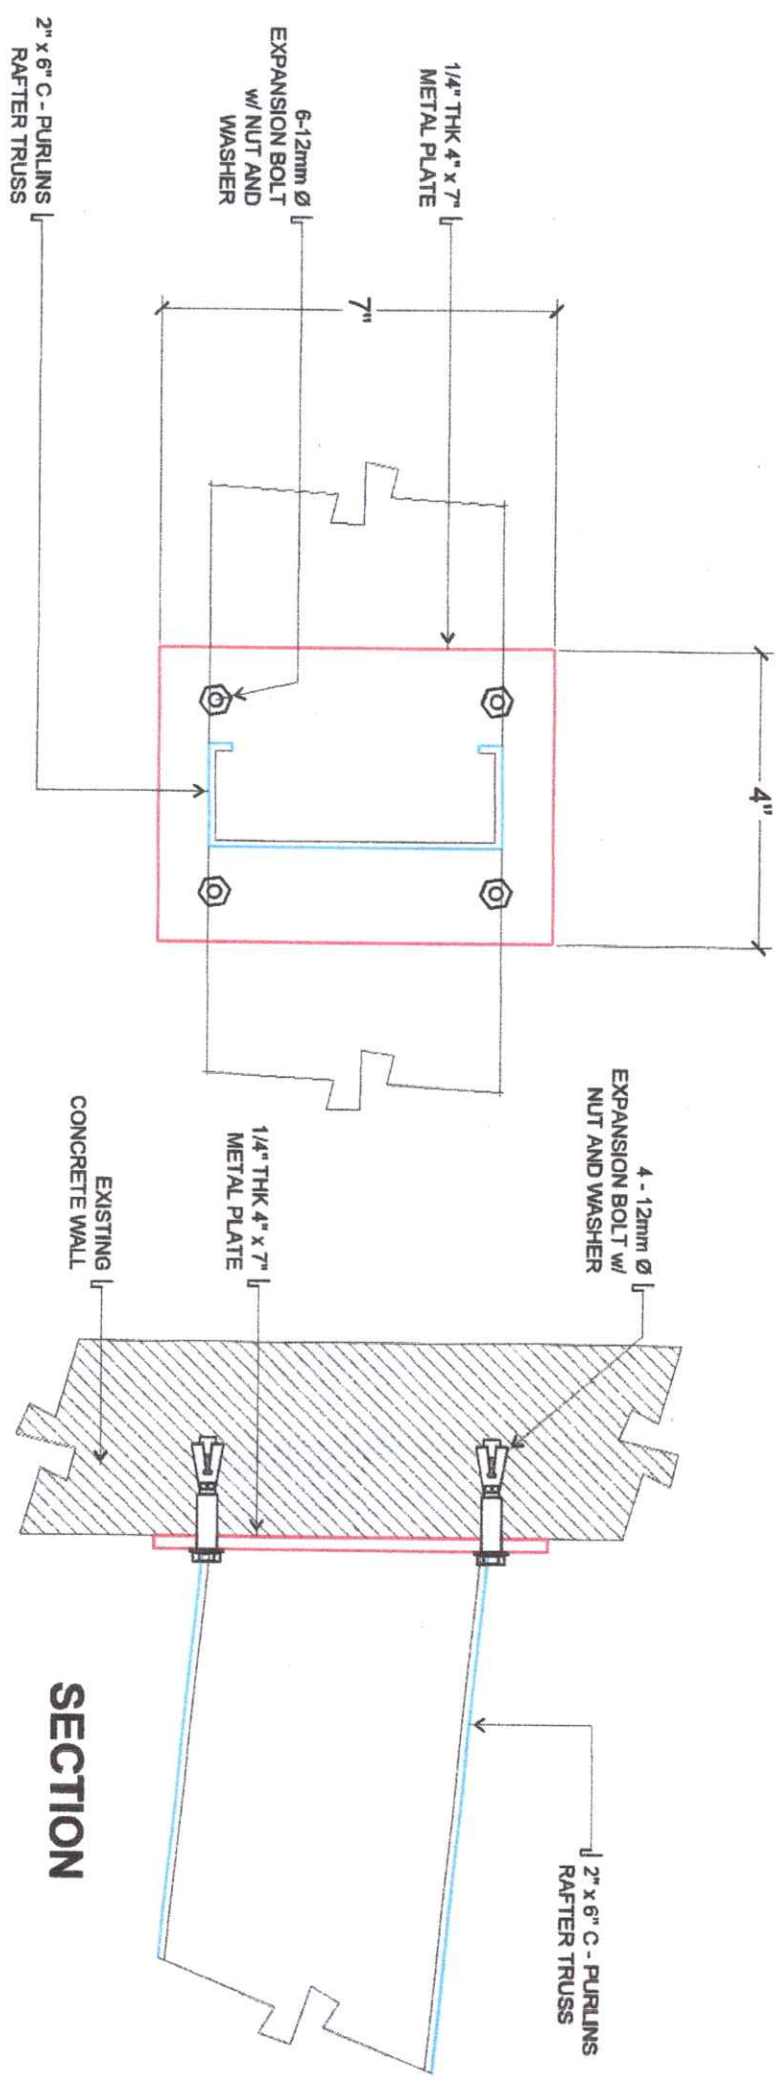 1/4" THK 4" x 7"
METAL PLATE
6-12mm Ø
EXPANSION BOLT
w/ NUT AND
WASHER
2" x 6" C - PURLINS
RAFTER TRUSS
7"
4"
4 - 12mm Ø
EXPANSION BOLT w/
NUT AND WASHER
1/4" THK 4" x 7"
METAL PLATE
EXISTING
CONCRETE WALL
2" x 6" C - PURLINS
RAFTER TRUSS
SECTION